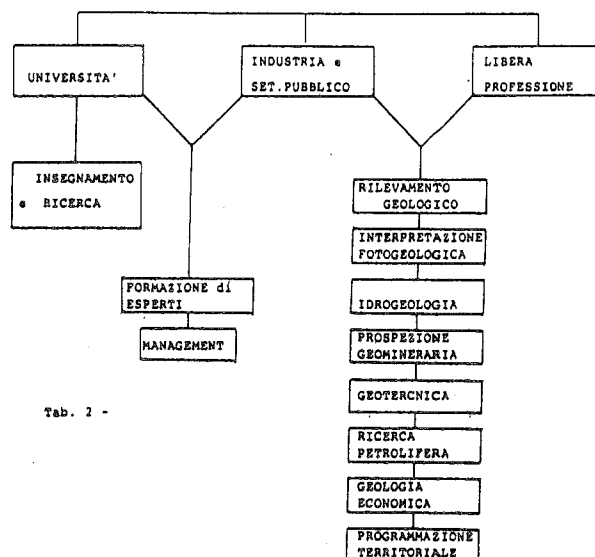 UNIVERSITA'
INDUSTRIA e
SET.PUBBLICO
LIBERA
PROFESSIONE
INSEGNAMENTO
e RICERCA
FORMAZIONE di
ESPERTI
MANAGEMENT
RILEVAMENTO
GEOLOGICO
INTERPRETAZIONE
FOTOGEOLOGICA
IDROGEOLOGIA
PROSPEZIONE
GEOMINERARIA
GEOTERCNICA
RICERCA
PETROLIFERA
GEOLOGIA
ECONOMICA
PROGRAMMAZIONE
TERRITORIALE
Tab. 2 -